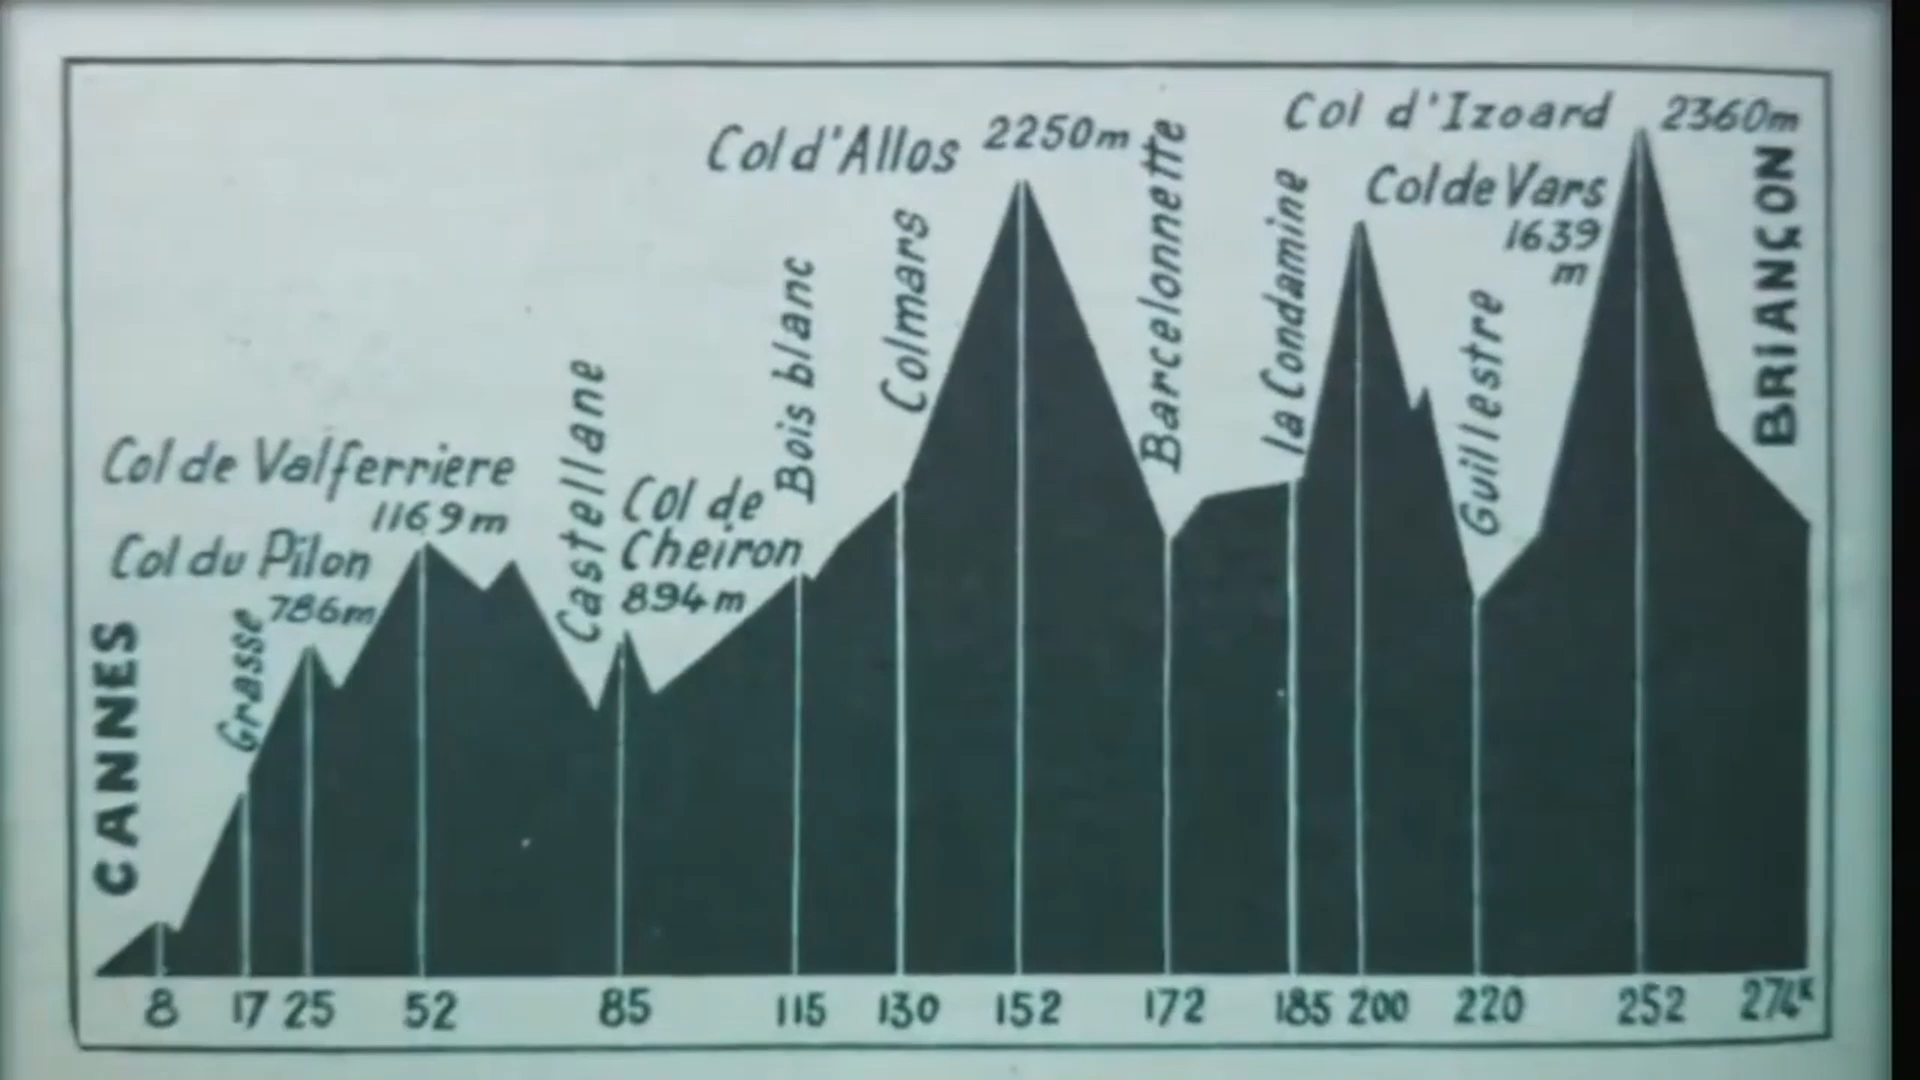 CANNES
Grasse
Col du Pilon
786m
Col de Valferriere
1169m
Castellane
Col de
Cheiron
894m
Bois blanc
Colmars
Col d'Allos 2250m
Barcelonnette
la Condamine
Col de Vars
1639
m
Guillestre
Col d'Izoard 2360m
BRIANÇON
8 17 25 52 85 115 130 152 172 185 200 220 252 274K